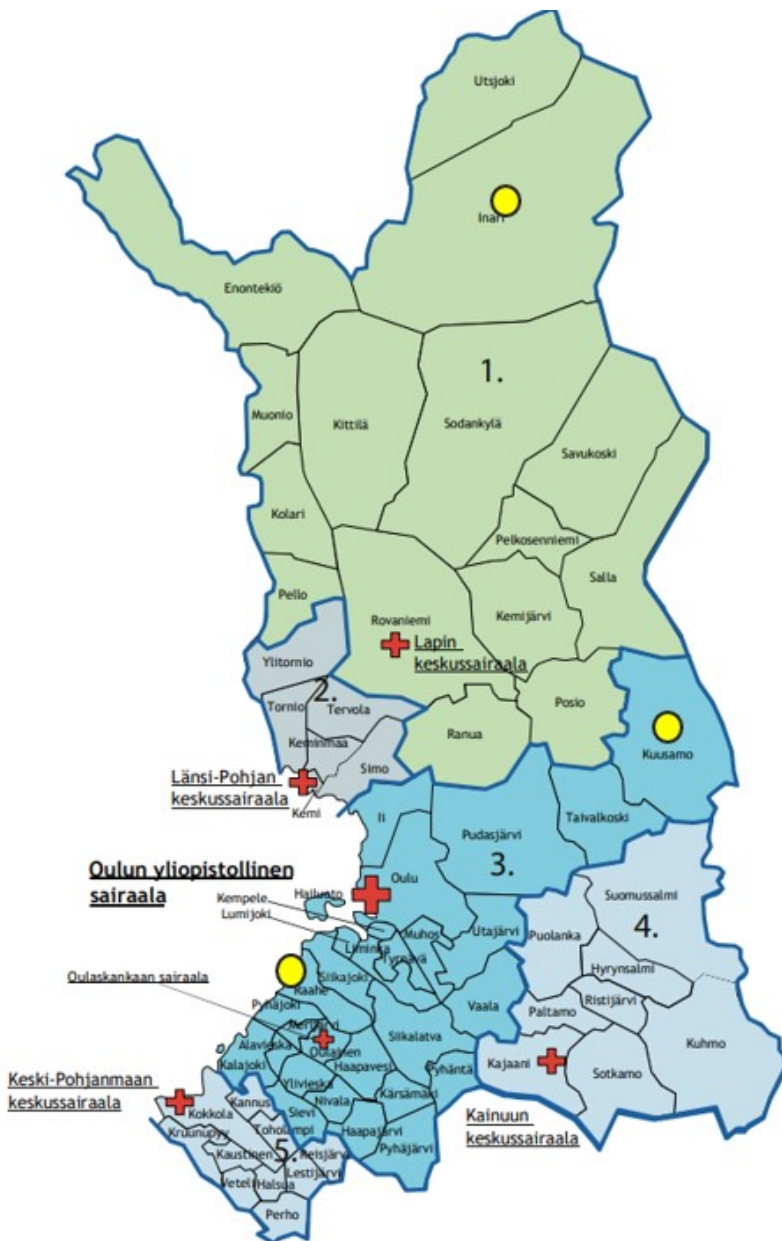 Utsjoki
Inari
Enontekiö
1.
Muonio
Kittilä
Sodankylä
Savukoski
Kolari
Pelkosenniemi
Salla
Pello
Kemijärvi
Rovaniemi
Lapin
keskussairaala
Ylitornio
2.
Tornio
Tervola
Posio
Ranua
Keminmaa
Kuusamo
Simo
Länsi-Pohjan
keskussairaala
Kemi
Ii
Pudasjärvi
Taivalkoski
3.
Oulun yliopistollinen
sairaala
Oulu
Hailuoto
Kempele
Lumijoki
Suomussalmi
4.
Muhos
Utajärvi
Puolanka
Liminka
Tyrnävä
Hyrynsalmi
Oulaskankaan sairaala
Siikajoki
Raahe
Ristijärvi
Vaala
Pyhäjoki
Paltamo
Merijärvi
Siikalatva
Kuhmo
Alavieska
Oulainen
Kajaani
Kalajoki
Haapavesi
Pyhäntä
Sotkamo
Keski-Pohjanmaan
keskussairaala
Ylivieska
Kärsämäki
Kannus
Nivala
Kokkola
Sievi
Kainuun
keskussairaala
Kruunupyy
Toholampi
Haapajärvi
5.
Pyhäjärvi
Kaustinen
Reisjärvi
Lestijärvi
Veteli
Halsua
Perho